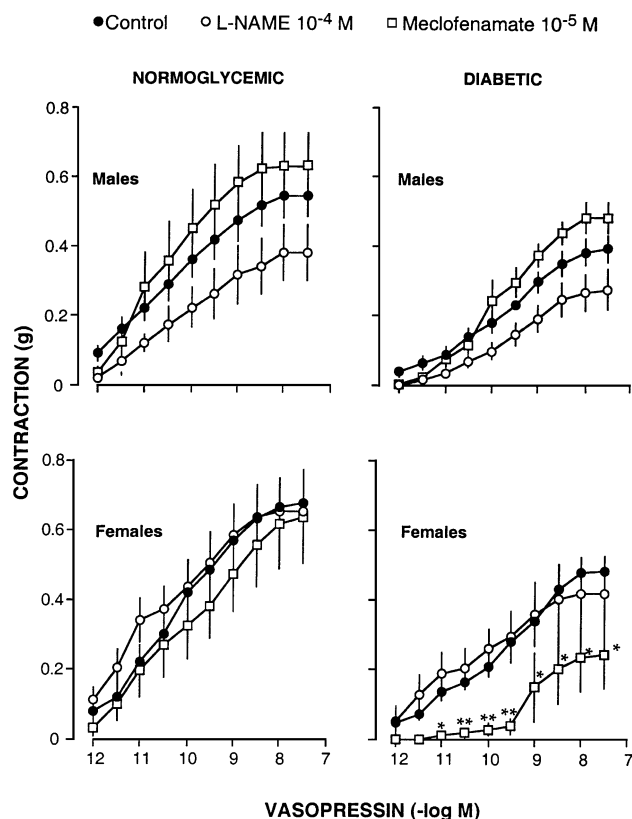 ●Control ○ L-NAME 10⁻⁴ M □ Meclofenamate 10⁻⁵ M
NORMOGLYCEMIC DIABETIC
0.8
0.6
0.4
0.2
0
Males
Males
CONTRACTION (g)
0.8
0.6
0.4
0.2
0
Females
Females
* ** ** ** * * * *
12 11 10 9 8 7
12 11 10 9 8 7
VASOPRESSIN (-log M)